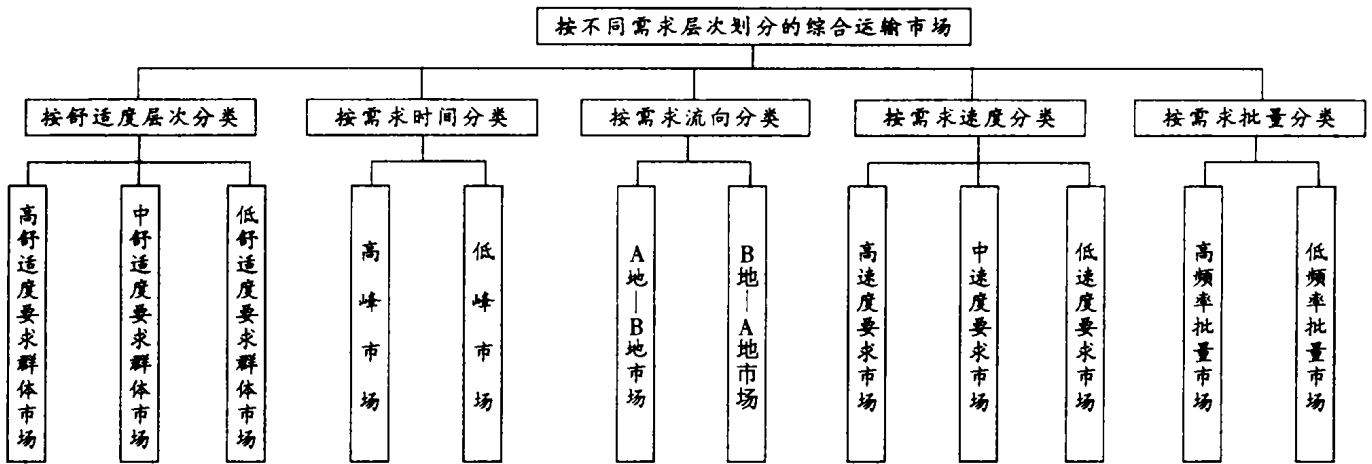 按不同需求层次划分的综合运输市场
按舒适度层次分类
按需求时间分类
按需求流向分类
按需求速度分类
按需求批量分类
高舒适度要求群体市场
中舒适度要求群体市场
低舒适度要求群体市场
高峰市场
低峰市场
A地—B地市场
B地—A地市场
高速度要求市场
中速度要求市场
低速度要求市场
高频率批量市场
低频率批量市场